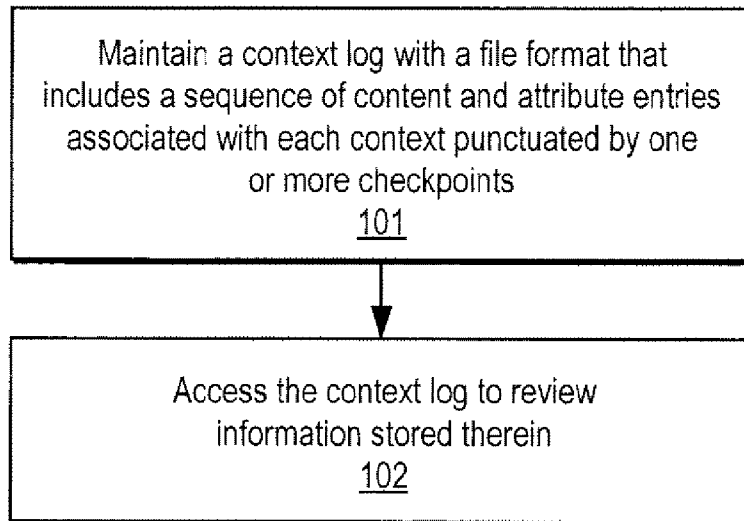 Maintain a context log with a file format that
includes a sequence of content and attribute entries
associated with each context punctuated by one
or more checkpoints
101
Access the context log to review
information stored therein
102